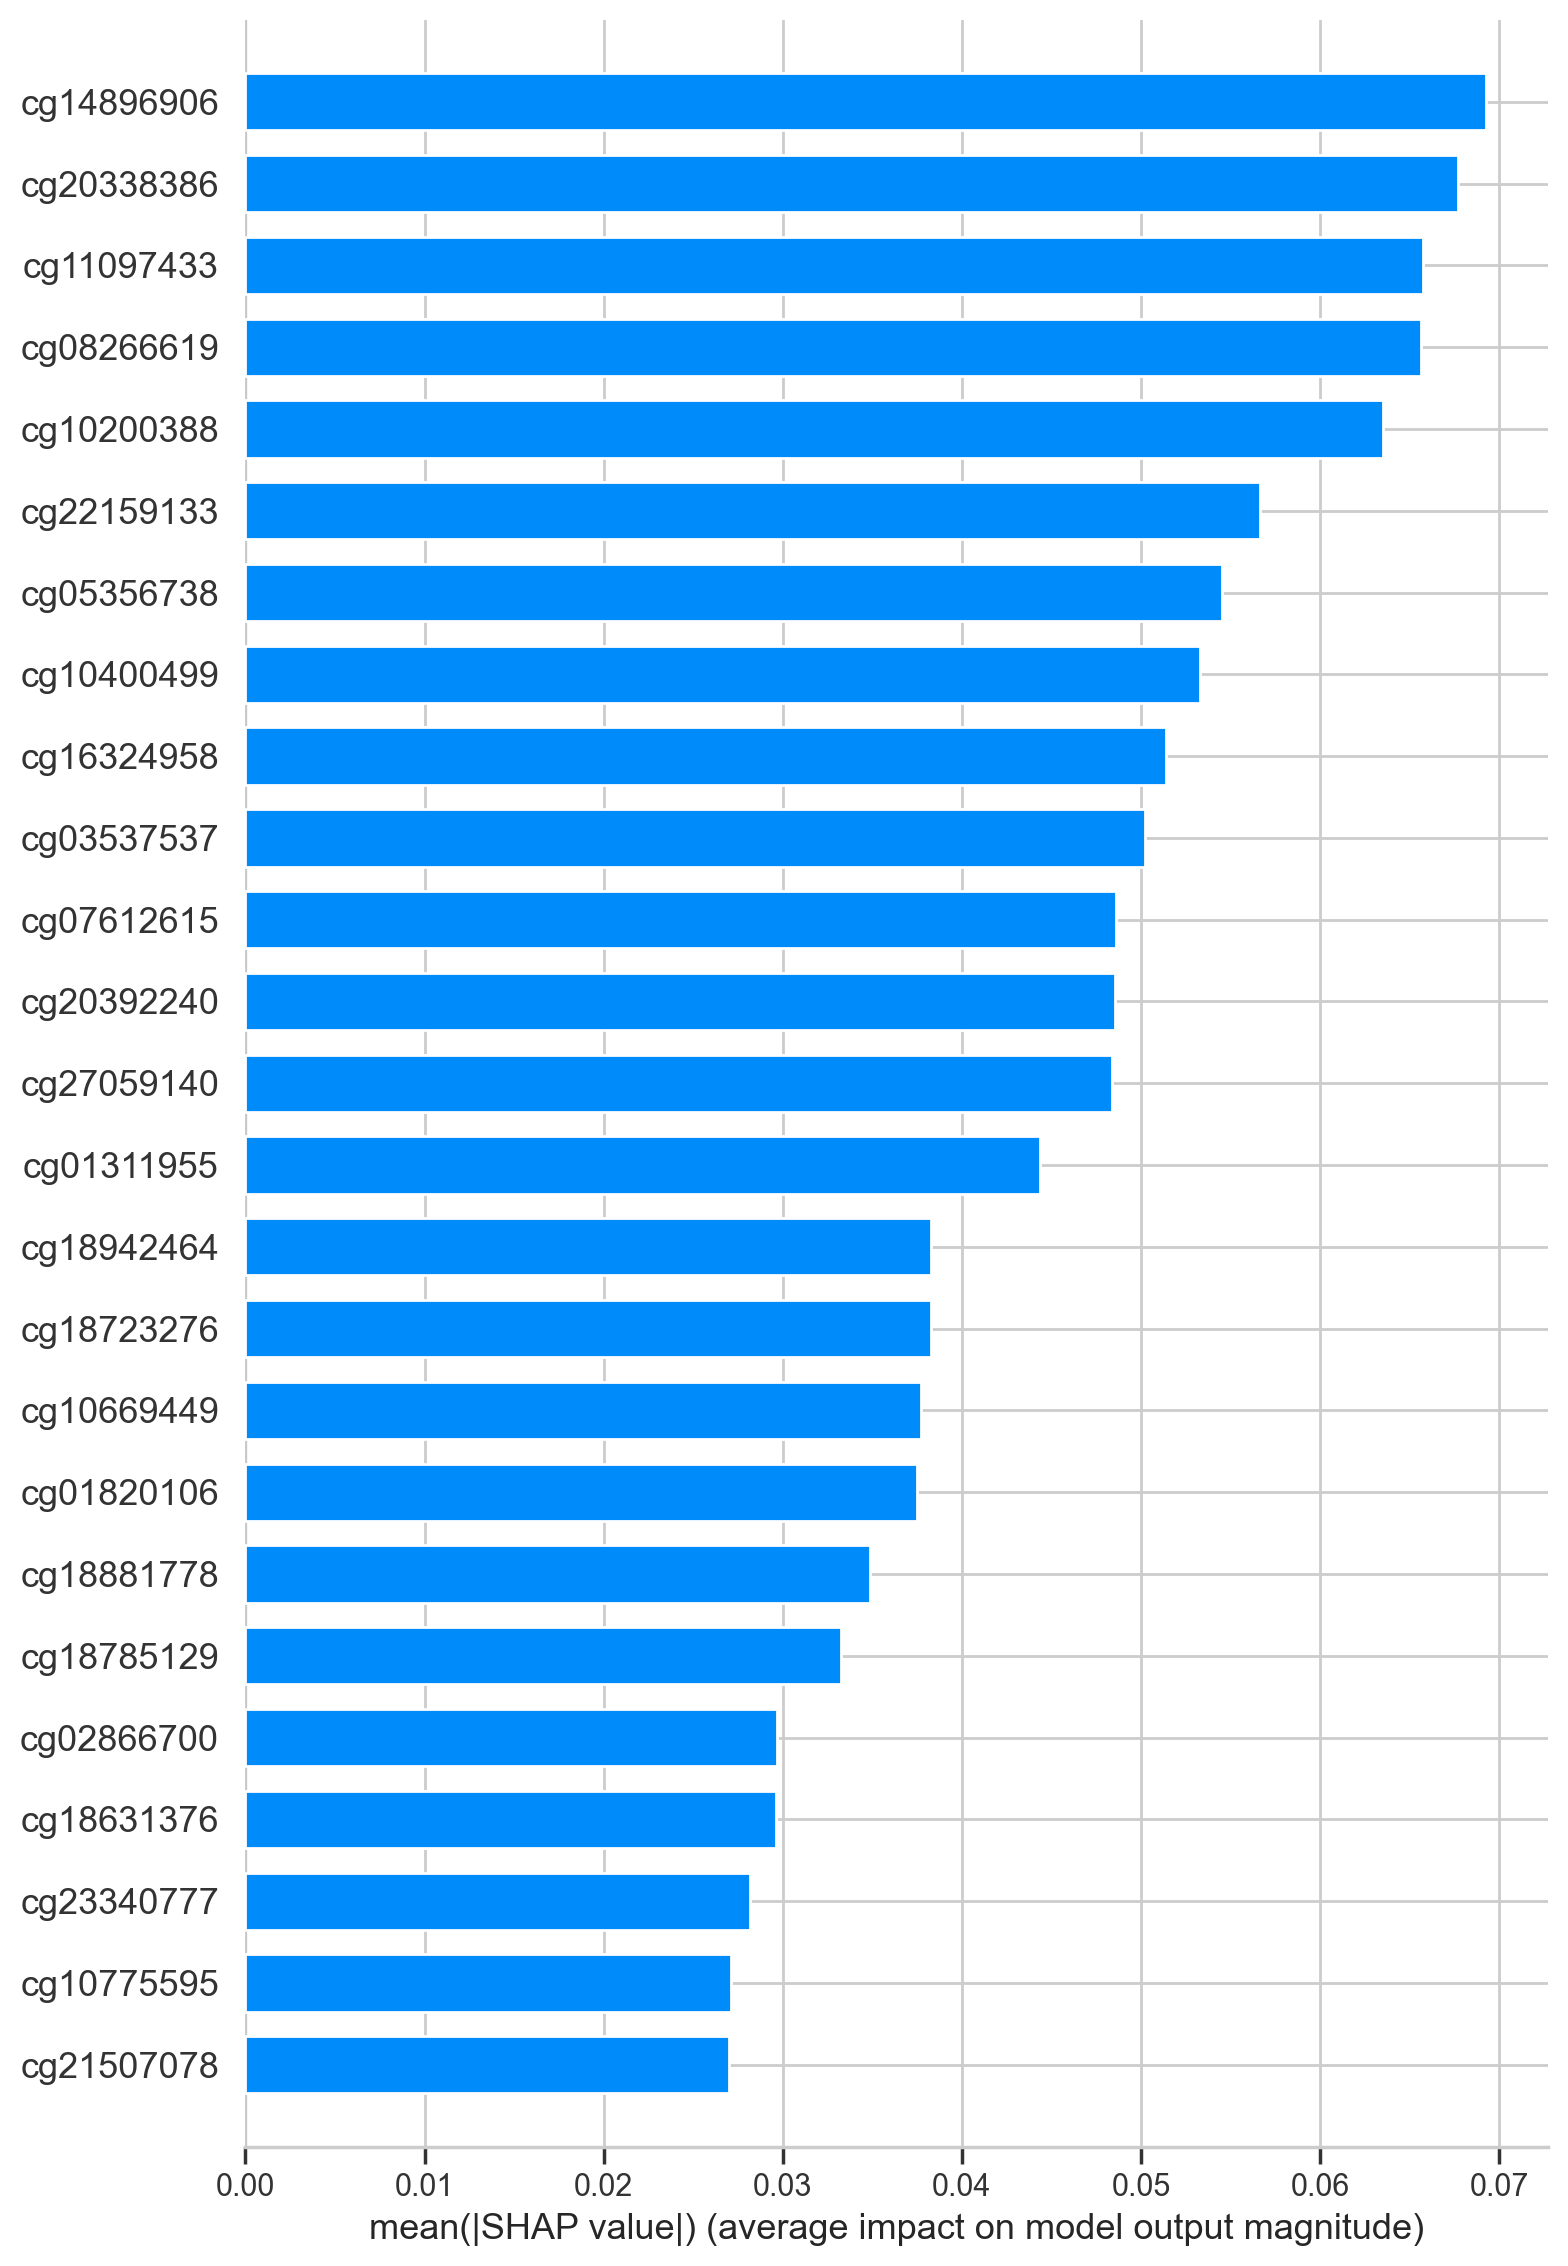 cg14896906
cg20338386
cg11097433
cg08266619
cg10200388
cg22159133
cg05356738
cg10400499
cg16324958
cg03537537
cg07612615
cg20392240
cg27059140
cg01311955
cg18942464
cg18723276
cg10669449
cg01820106
cg18881778
cg18785129
cg02866700
cg18631376
cg23340777
cg10775595
cg21507078
0.00 0.01 0.02 0.03 0.04 0.05 0.06 0.07
mean(|SHAP value|) (average impact on model output magnitude)